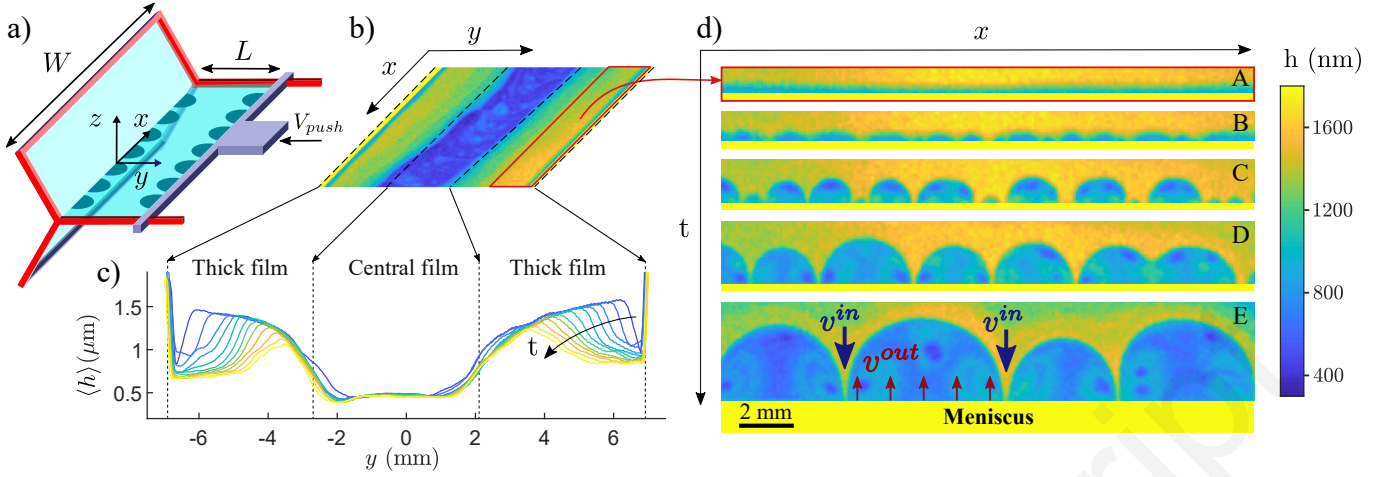 a)
W
L
z
x
y
V_push
b)
y
x
c)
Thick film
Central film
Thick film
⟨h⟩(μm)
1.5
1
0.5
t
-6
-4
-2
0
2
4
6
y (mm)
d)
x
t
A
B
C
D
E
v^in
v^in
v^out
2 mm
Meniscus
h (nm)
1600
1200
800
400